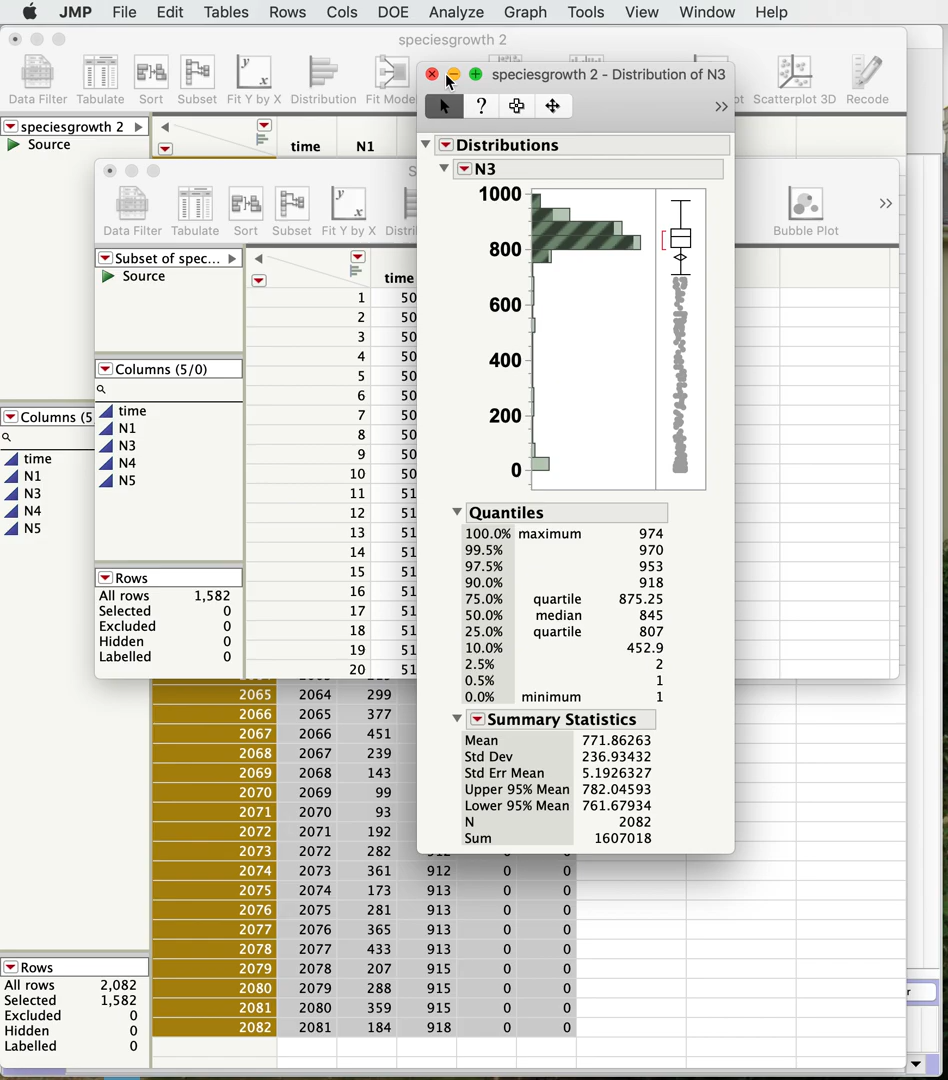 JMP File Edit Tables Rows Cols DOE Analyze Graph Tools View Window Help
speciesgrowth 2
Data Filter Tabulate Sort Subset Fit Y by X Distribution Fit Mode Scatterplot 3D Recode
speciesgrowth 2 - Distribution of N3
?
speciesgrowth 2
Source
time N1
Data Filter Tabulate Sort Subset Fit Y by X Bubble Plot
Subset of spec...
Source
time
Columns (5/0)
time
N1
N3
N4
N5
Rows
All rows 1,582
Selected 0
Excluded 0
Hidden 0
Labelled 0
1 50
2 50
3 50
4 50
5 50
6 50
7 50
8 50
9 50
10 50
11 51
12 51
13 51
14 51
15 51
16 51
17 51
18 51
19 51
20 51
Columns (5
time
N1
N3
N4
N5
Distributions
N3
1000
800
600
400
200
0
Quantiles
100.0% maximum 974
99.5% 970
97.5% 953
90.0% 918
75.0% quartile 875.25
50.0% median 845
25.0% quartile 807
10.0% 452.9
2.5% 2
0.5% 1
0.0% minimum 1
Summary Statistics
Mean 771.86263
Std Dev 236.93432
Std Err Mean 5.1926327
Upper 95% Mean 782.04593
Lower 95% Mean 761.67934
N 2082
Sum 1607018
2065 2064 299
2066 2065 377
2067 2066 451
2068 2067 239
2069 2068 143
2070 2069 99
2071 2070 93
2072 2071 192
2073 2072 282
2074 2073 361 912 0 0
2075 2074 173 913 0 0
2076 2075 281 913 0 0
2077 2076 365 913 0 0
2078 2077 433 913 0 0
2079 2078 207 915 0 0
2080 2079 288 915 0 0
2081 2080 359 915 0 0
2082 2081 184 918 0 0
Rows
All rows 2,082
Selected 1,582
Excluded 0
Hidden 0
Labelled 0